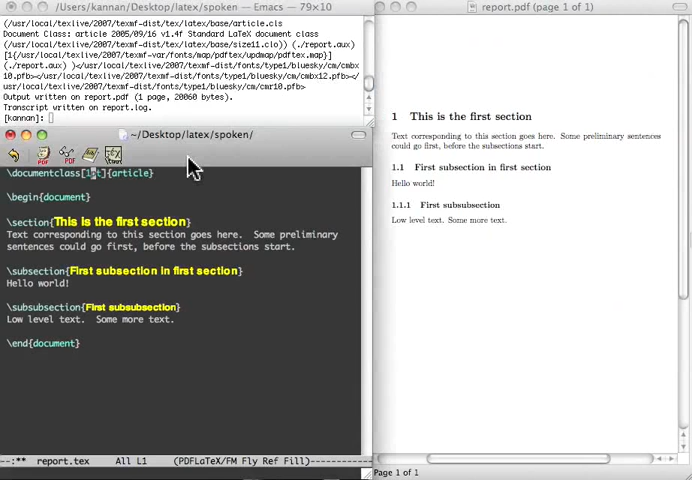 /users/kannan/Desktop/latex/spoken/ — Emacs — 79×10
(/usr/local/texlive/2007/texmf-dist/tex/latex/base/article.cls
Document Class: article 2005/09/16 v1.4f Standard LaTeX document class
(/usr/local/texlive/2007/texmf-dist/tex/latex/base/size11.clo)) (./report.aux)
[1{/usr/local/texlive/2007/texmf-var/fonts/map/pdftex/updmap/pdftex.map}]
(./report.aux) )</usr/local/texlive/2007/texmf-dist/fonts/type1/bluesky/cm/cmbx
10.pfb></usr/local/texlive/2007/texmf-dist/fonts/type1/bluesky/cm/cmbx12.pfb></
usr/local/texlive/2007/texmf-dist/fonts/type1/bluesky/cm/cmr10.pfb>
Output written on report.pdf (1 page, 20060 bytes).
Transcript written on report.log.
[kannan]:
~/Desktop/latex/spoken/
\documentclass[1pt]{article}
\begin{document}
\section{This is the first section}
Text corresponding to this section goes here.  Some preliminary
sentences could go first, before the subsections start.
\subsection{First subsection in first section}
Hello world!
\subsubsection{First subsubsection}
Low level text.  Some more text.
\end{document}
--:** report.tex All L1 (PDFLaTeX/FM Fly Ref Fill)
report.pdf (page 1 of 1)
1 This is the first section
Text corresponding to this section goes here. Some preliminary sentences
could go first, before the subsections start.
1.1 First subsection in first section
Hello world!
1.1.1 First subsubsection
Low level text. Some more text.
Page 1 of 1